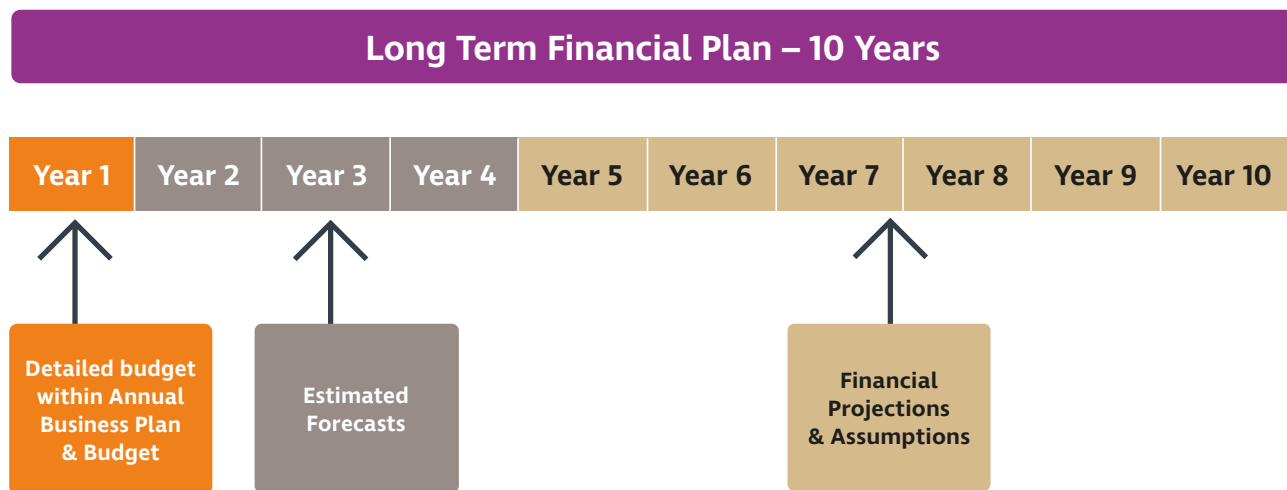 Long Term Financial Plan – 10 Years
Year 1
Year 2
Year 3
Year 4
Year 5
Year 6
Year 7
Year 8
Year 9
Year 10
Detailed budget
within Annual
Business Plan
& Budget
Estimated
Forecasts
Financial
Projections
& Assumptions